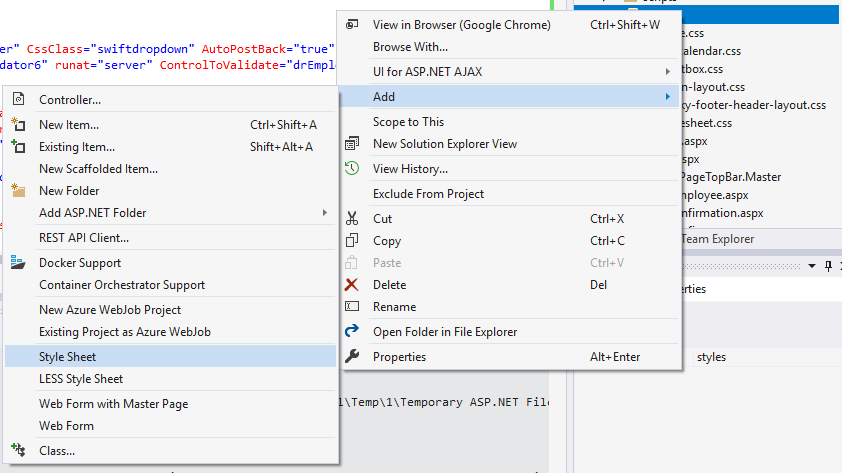 er" CssClass="swiftdropdown" AutoPostBack="true"
dator6" runat="server" ControlToValidate="drEmplo
View in Browser (Google Chrome) Ctrl+Shift+W
Browse With...
UI for ASP.NET AJAX
Add
Scope to This
New Solution Explorer View
View History...
Exclude From Project
Cut Ctrl+X
Copy Ctrl+C
Paste Ctrl+V
Delete Del
Rename
Open Folder in File Explorer
Properties Alt+Enter
Controller...
New Item... Ctrl+Shift+A
Existing Item... Shift+Alt+A
New Scaffolded Item...
New Folder
Add ASP.NET Folder
REST API Client...
Docker Support
Container Orchestrator Support
New Azure WebJob Project
Existing Project as Azure WebJob
Style Sheet
LESS Style Sheet
Web Form with Master Page
Web Form
Class...
e.css
alendar.css
tbox.css
n-layout.css
ky-footer-header-layout.css
esheet.css
.aspx
spx
PageTopBar.Master
mployee.aspx
nfirmation.aspx
Team Explorer
erties
styles
1\Temp\1\Temporary ASP.NET File